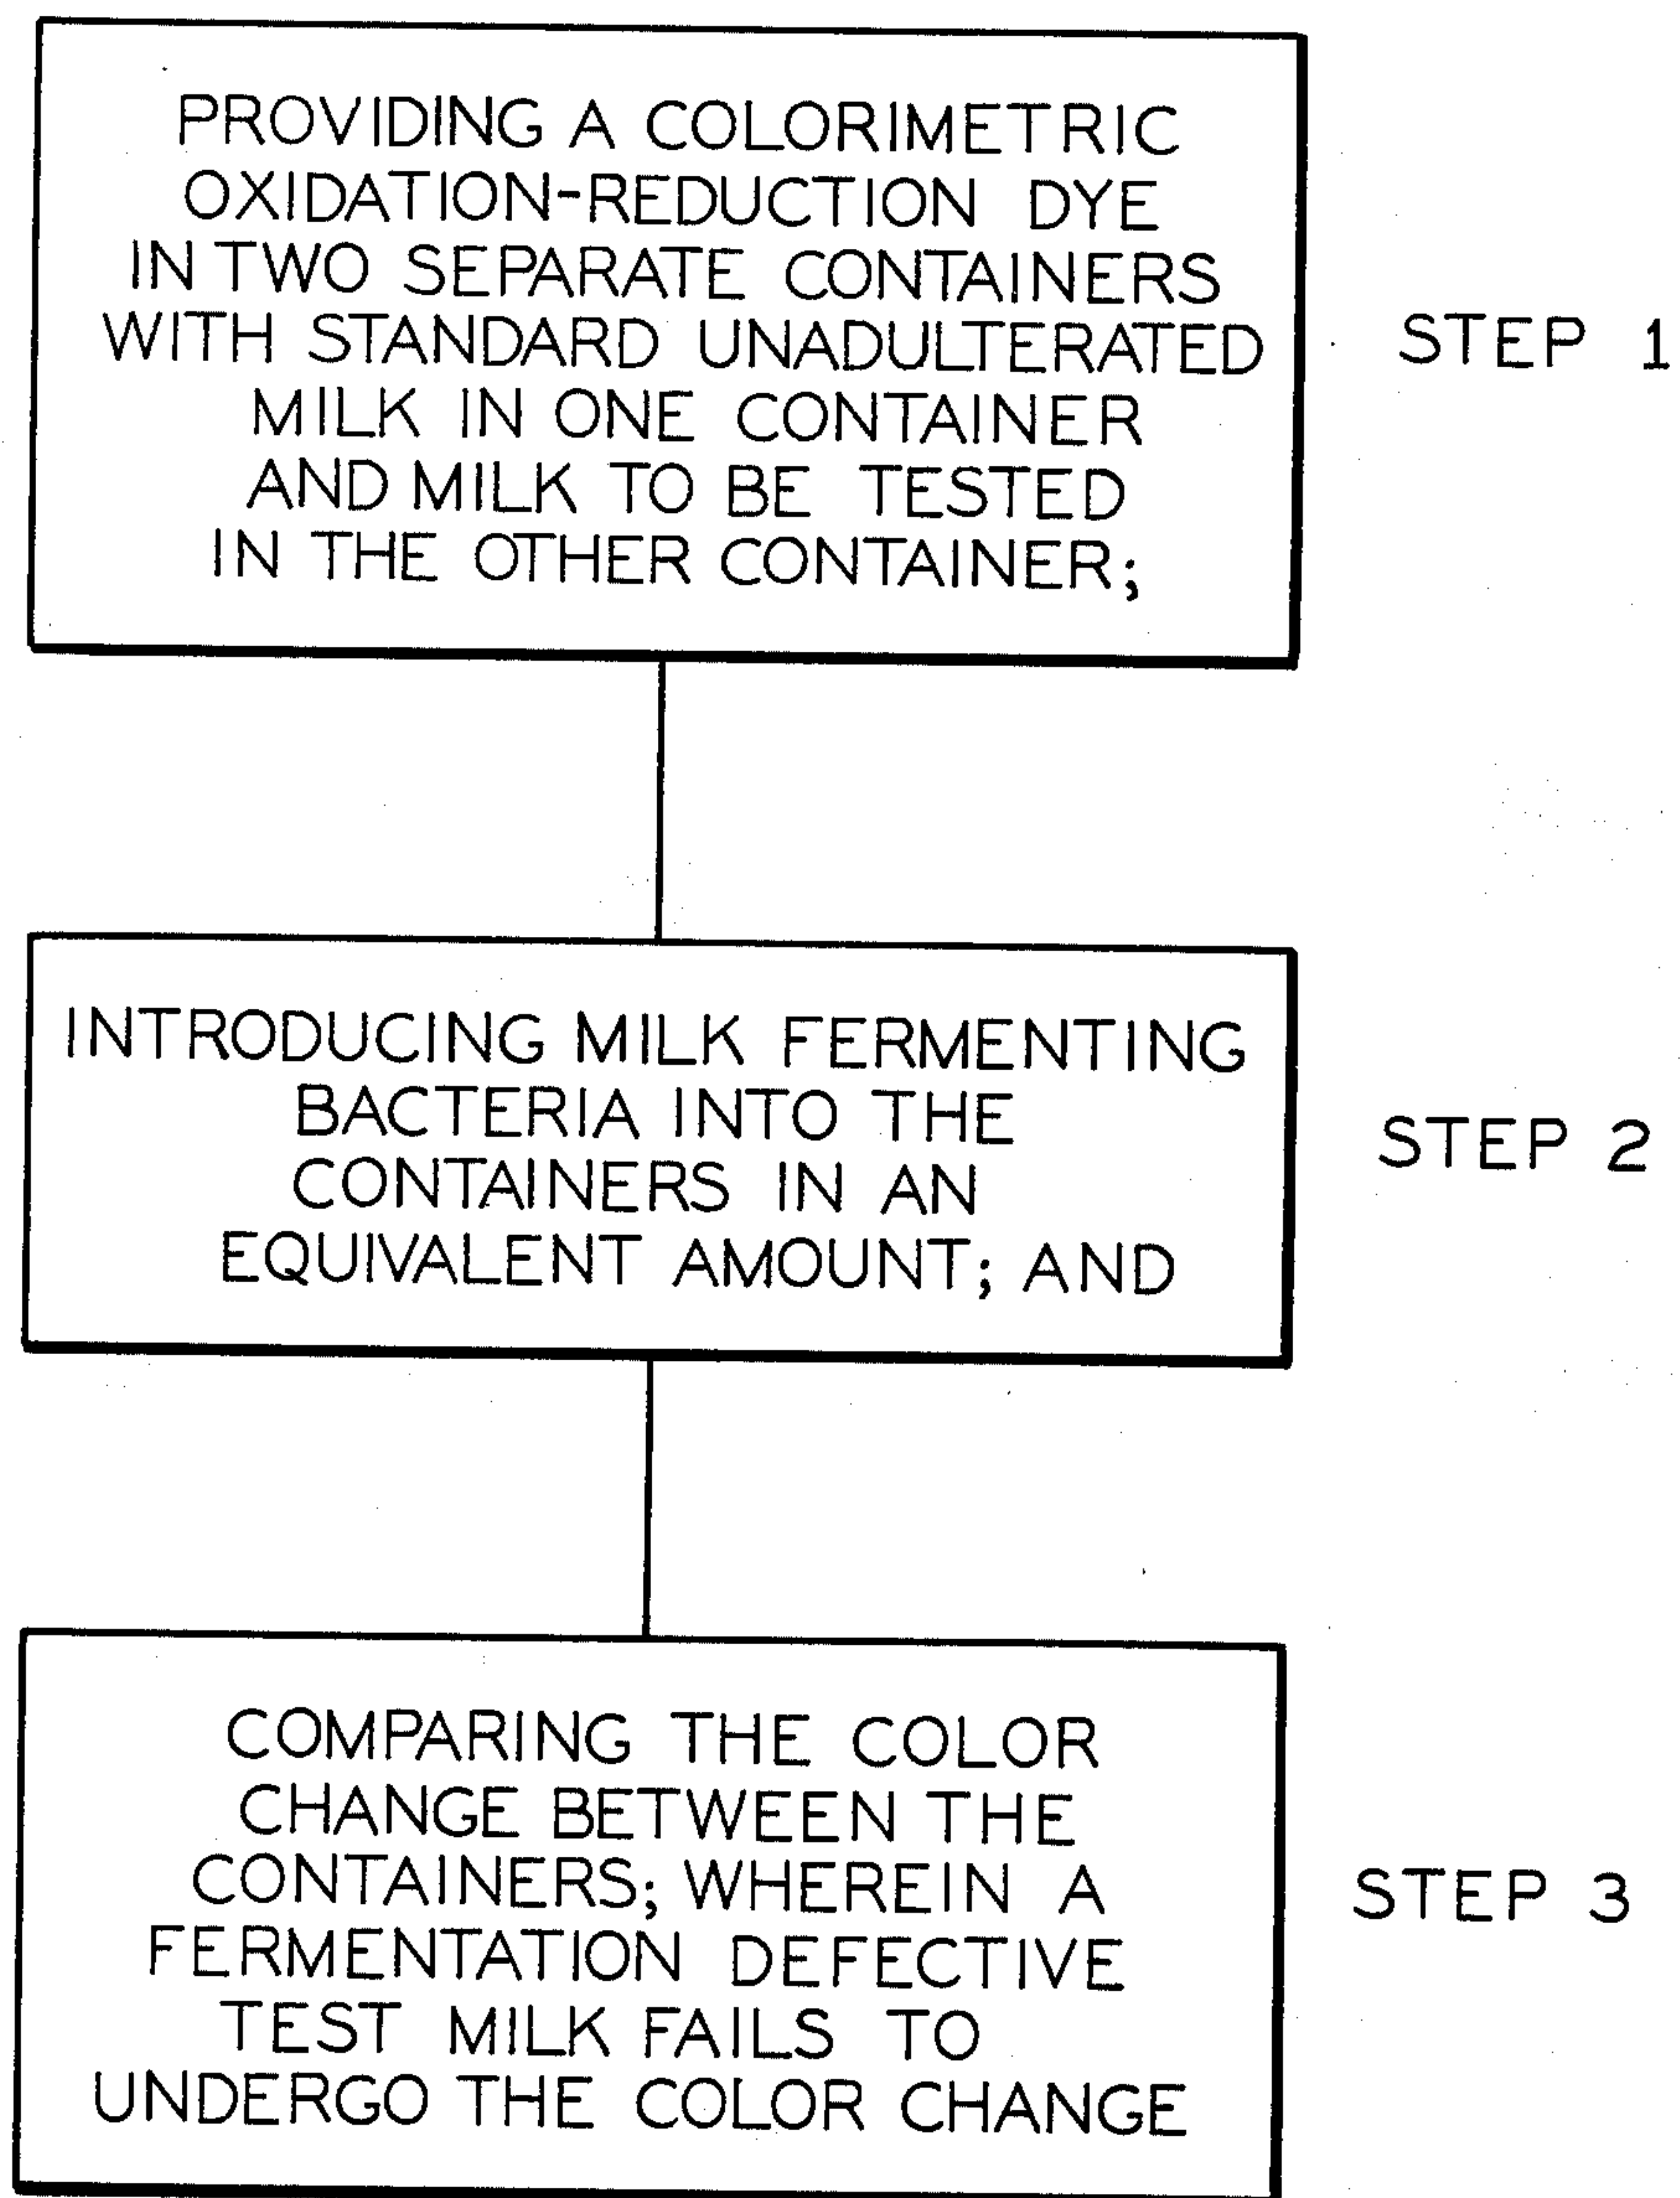 PROVIDING A COLORIMETRIC
OXIDATION-REDUCTION DYE
IN TWO SEPARATE CONTAINERS
WITH STANDARD UNADULTERATED
MILK IN ONE CONTAINER
AND MILK TO BE TESTED
IN THE OTHER CONTAINER;
STEP 1
INTRODUCING MILK FERMENTING
BACTERIA INTO THE
CONTAINERS IN AN
EQUIVALENT AMOUNT; AND
STEP 2
COMPARING THE COLOR
CHANGE BETWEEN THE
CONTAINERS; WHEREIN A
FERMENTATION DEFECTIVE
TEST MILK FAILS TO
UNDERGO THE COLOR CHANGE
STEP 3